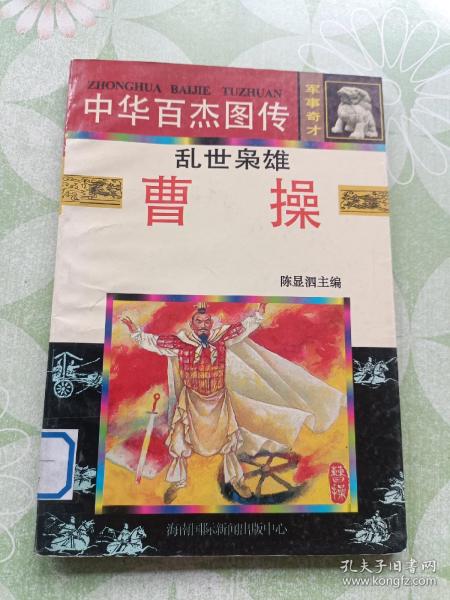 ZHONGHUA BAIJIE TUZHUAN
中华百杰图传
军事奇才
乱世枭雄
曹操
陈显泗主编
曹操
海南国际新闻出版中心
孔夫子旧书网
www.kongfz.com